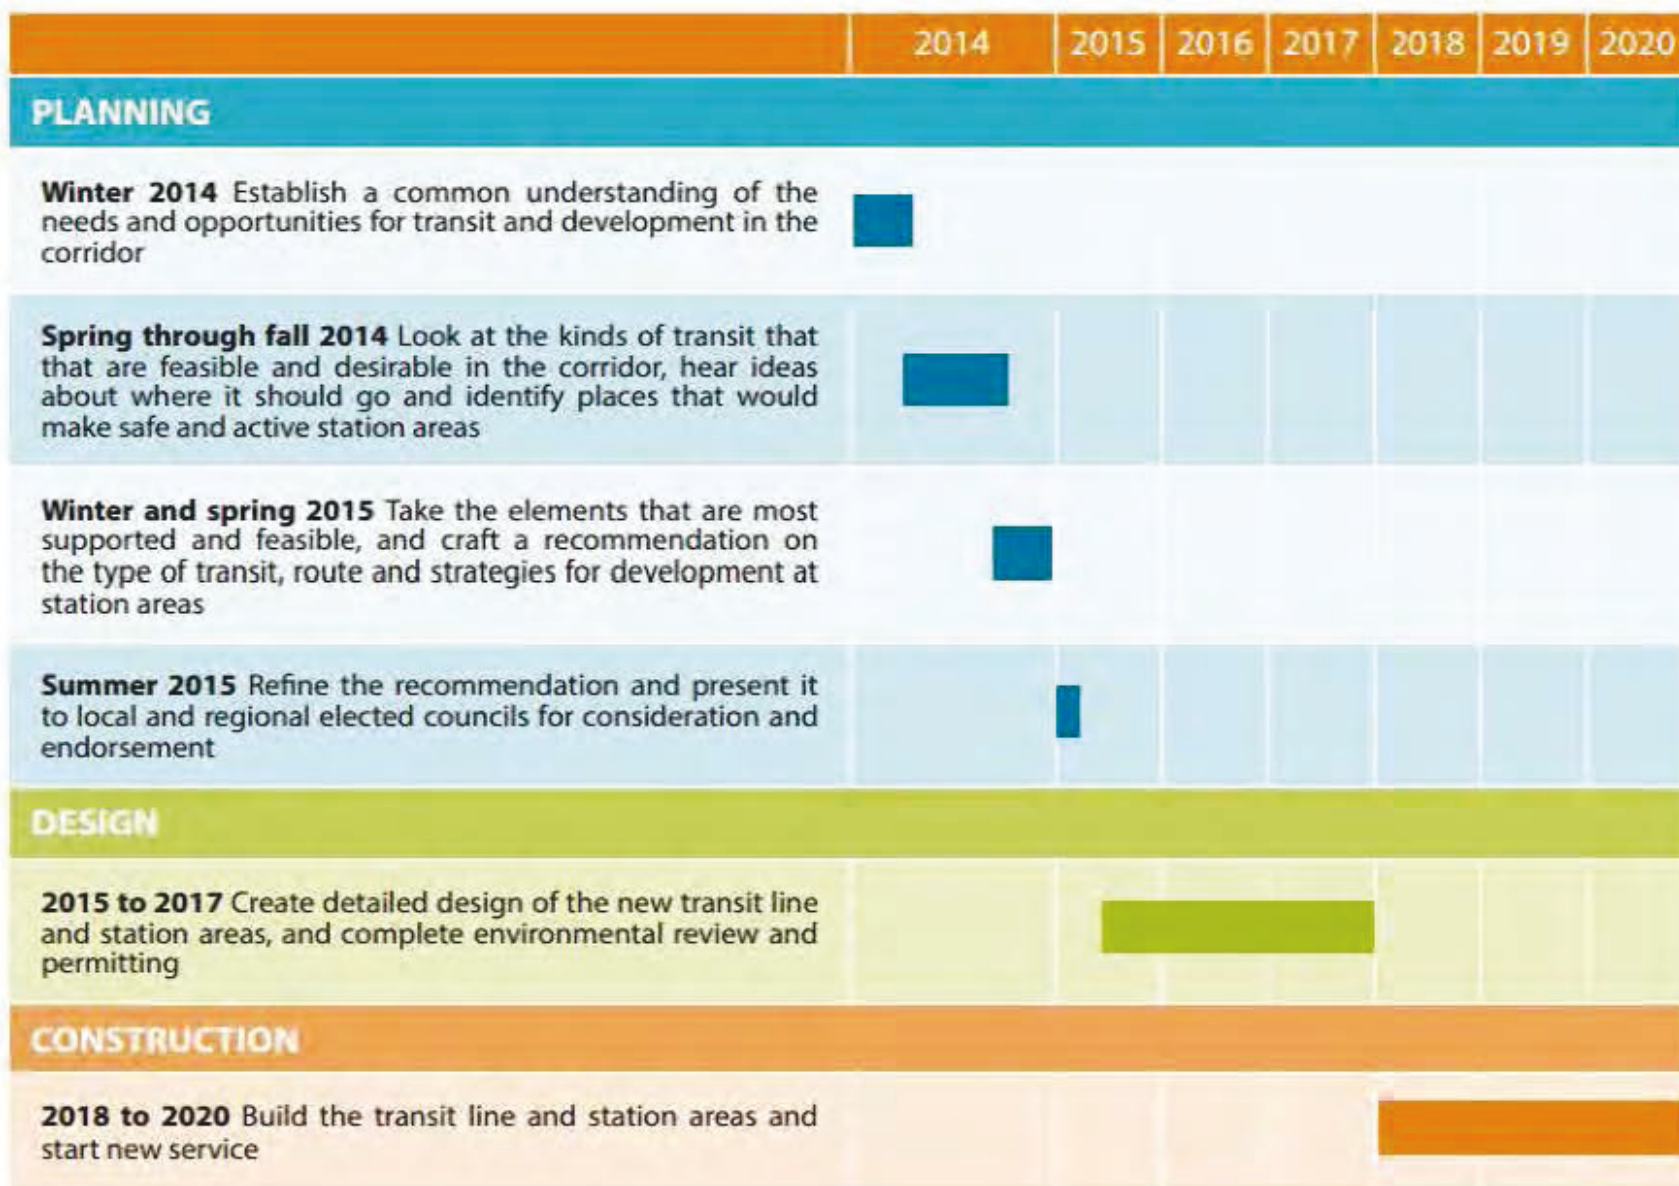 2014 2015 2016 2017 2018 2019 2020
PLANNING
Winter 2014 Establish a common understanding of the
needs and opportunities for transit and development in the
corridor
Spring through fall 2014 Look at the kinds of transit that
that are feasible and desirable in the corridor, hear ideas
about where it should go and identify places that would
make safe and active station areas
Winter and spring 2015 Take the elements that are most
supported and feasible, and craft a recommendation on
the type of transit, route and strategies for development at
station areas
Summer 2015 Refine the recommendation and present it
to local and regional elected councils for consideration and
endorsement
DESIGN
2015 to 2017 Create detailed design of the new transit line
and station areas, and complete environmental review and
permitting
CONSTRUCTION
2018 to 2020 Build the transit line and station areas and
start new service